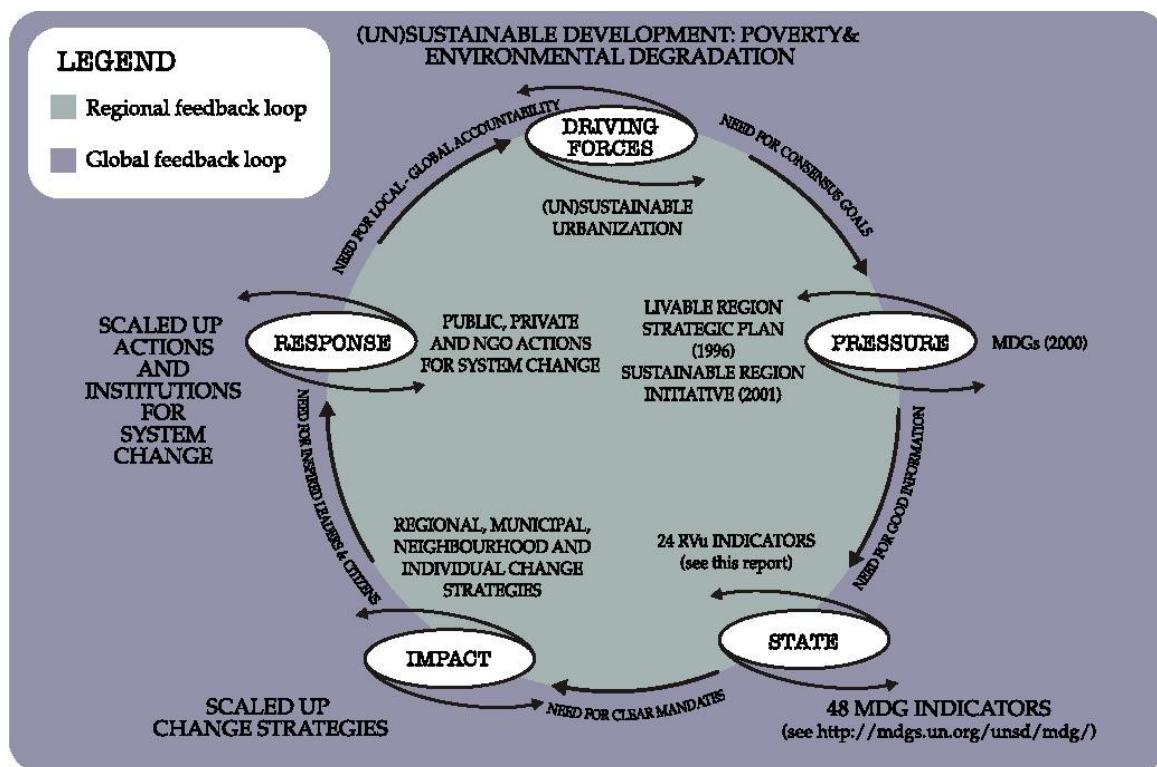 (UN)SUSTAINABLE DEVELOPMENT: POVERTY&
ENVIRONMENTAL DEGRADATION
LEGEND
Regional feedback loop
Global feedback loop
DRIVING
FORCES
NEED FOR LOCAL - GLOBAL ACCOUNTABILITY
NEED FOR CONSENSUS GOALS
(UN)SUSTAINABLE
URBANIZATION
SCALED UP
ACTIONS
AND
INSTITUTIONS
FOR
SYSTEM
CHANGE
RESPONSE
PUBLIC, PRIVATE
AND NGO ACTIONS
FOR SYSTEM CHANGE
LIVABLE REGION
STRATEGIC PLAN
(1996)
SUSTAINABLE REGION
INITIATIVE (2001)
PRESSURE
MDGs (2000)
NEED FOR INSPIRED LEADERS & CITIZENS
NEED FOR GOOD INFORMATION
REGIONAL, MUNICIPAL,
NEIGHBOURHOOD AND
INDIVIDUAL CHANGE
STRATEGIES
24 RVu INDICATORS
(see this report)
IMPACT
STATE
NEED FOR CLEAR MANDATES
SCALED UP
CHANGE STRATEGIES
48 MDG INDICATORS
(see http://mdgs.un.org/unsd/mdg/)